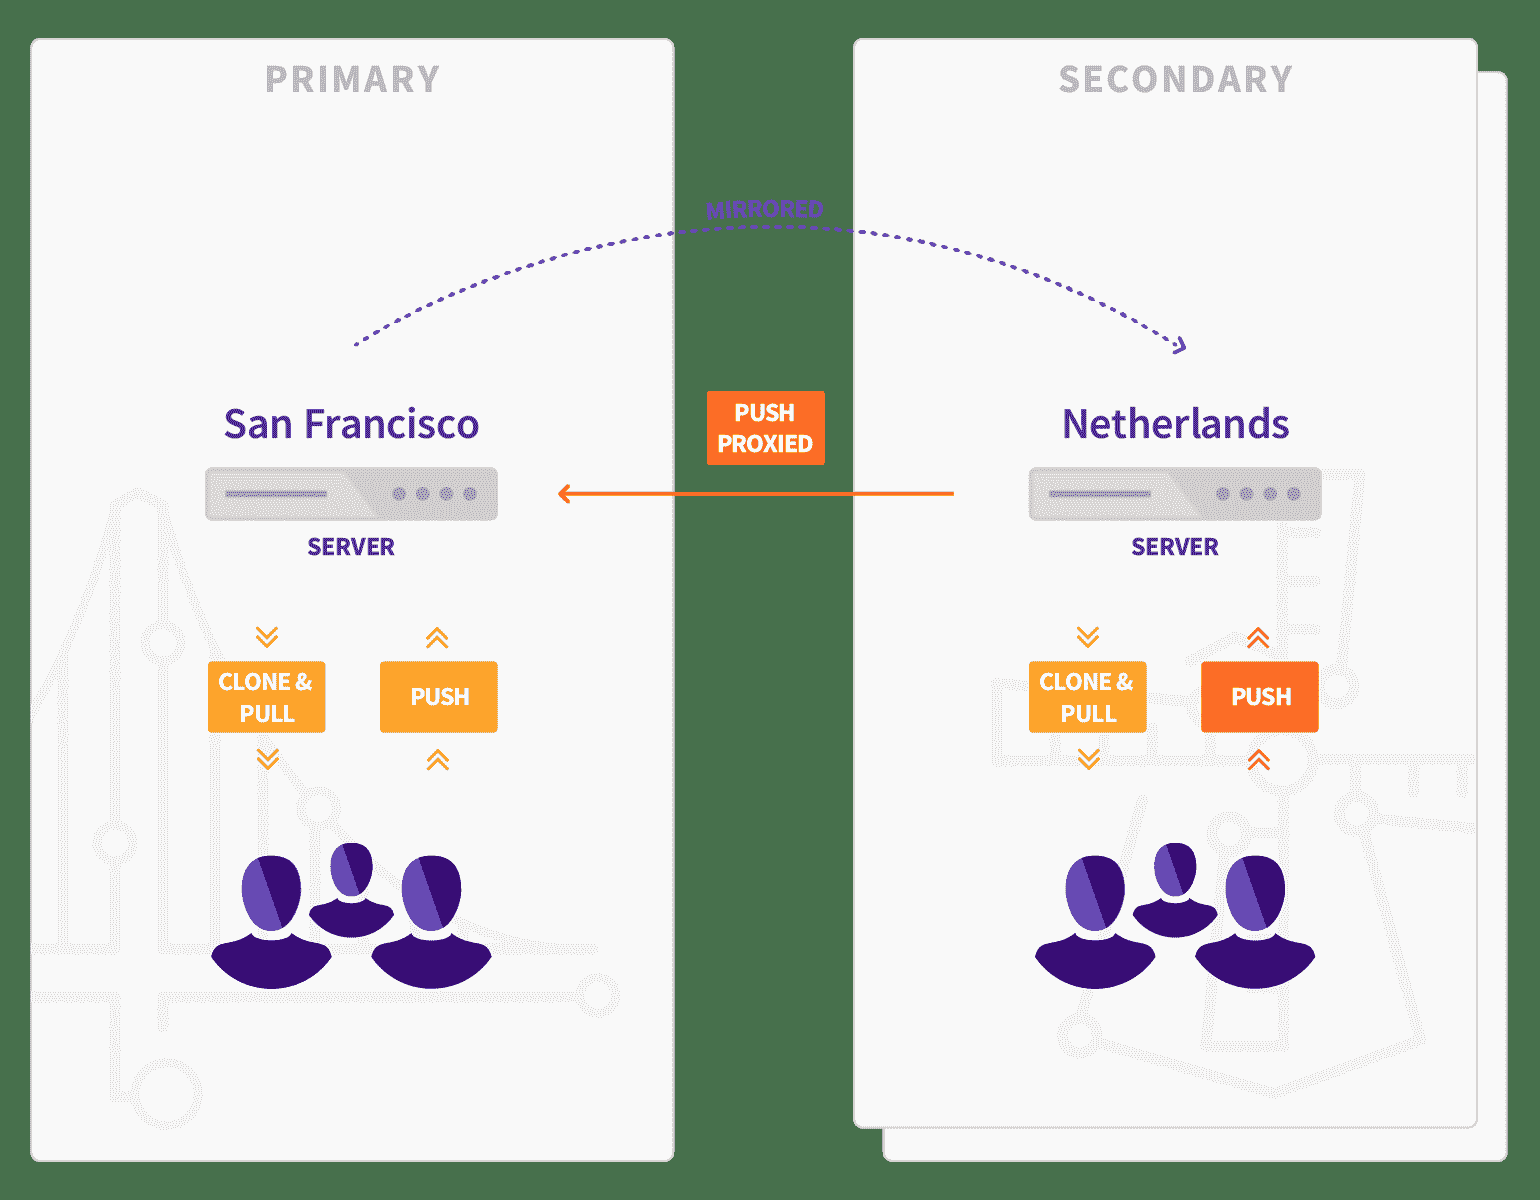 PRIMARY
SECONDARY
MIRRORED
PUSH
PROXIED
San Francisco
SERVER
Netherlands
SERVER
CLONE &
PULL
PUSH
CLONE &
PULL
PUSH